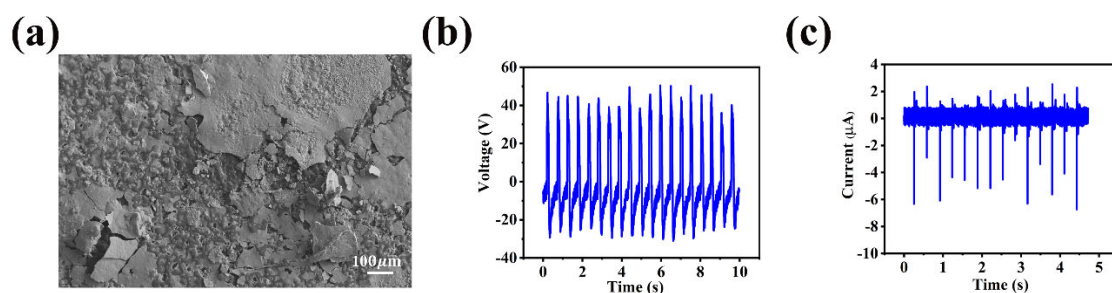 (a)
100μm
(b)
Voltage (V)
60
40
20
0
-20
-40
0 2 4 6 8 10
Time (s)
(c)
Current (μA)
4
2
0
-2
-4
-6
-8
-10
0 1 2 3 4 5
Time (s)